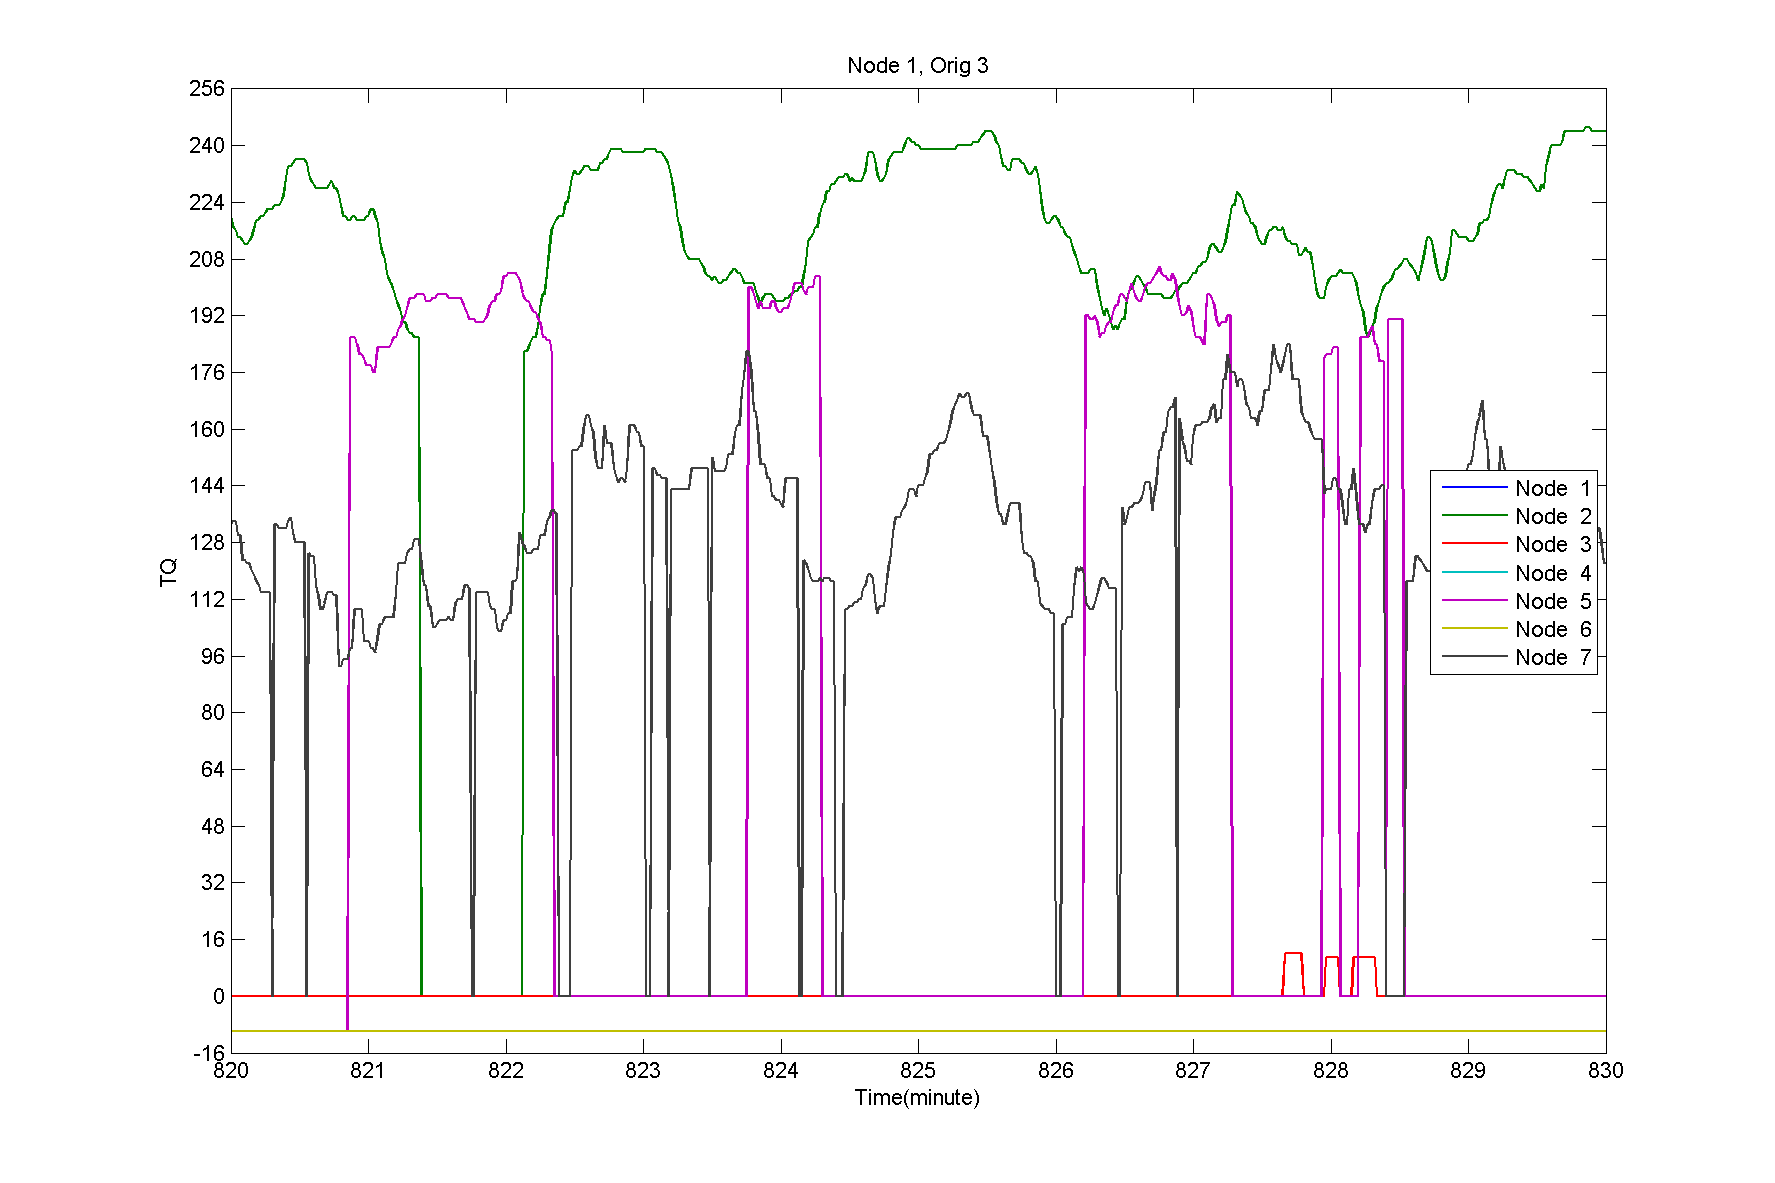 Node 1, Orig 3
256
240
224
208
192
176
160
144
128
112
96
80
64
48
32
16
0
-16
TQ
Node 1
Node 2
Node 3
Node 4
Node 5
Node 6
Node 7
820 821 822 823 824 825 826 827 828 829 830
Time(minute)